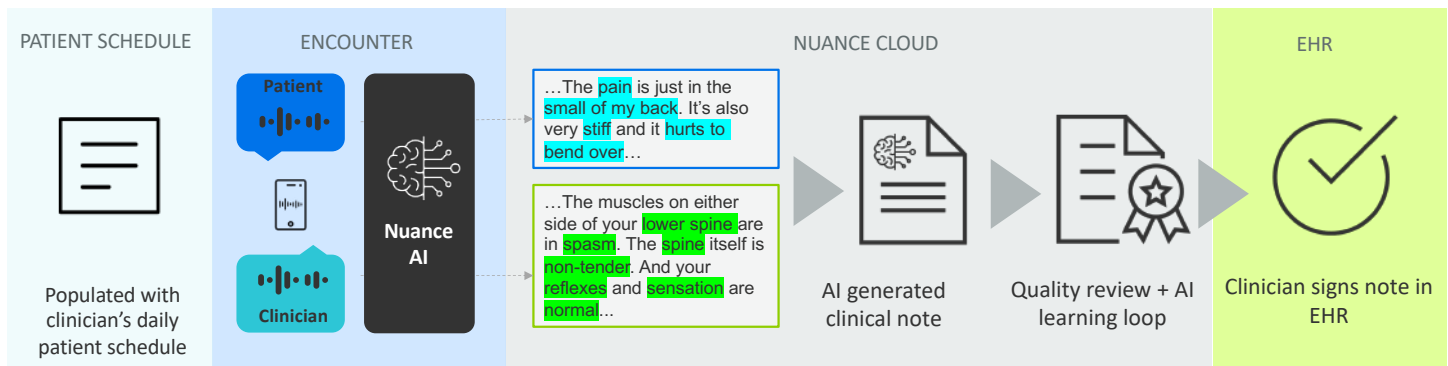 PATIENT SCHEDULE
Populated with
clinician's daily
patient schedule
ENCOUNTER
Patient
Clinician
Nuance
AI
NUANCE CLOUD
…The pain is just in the
small of my back. It's also
very stiff and it hurts to
bend over…
…The muscles on either
side of your lower spine are
in spasm. The spine itself is
non-tender. And your
reflexes and sensation are
normal...
AI generated
clinical note
Quality review + AI
learning loop
EHR
Clinician signs note in
EHR